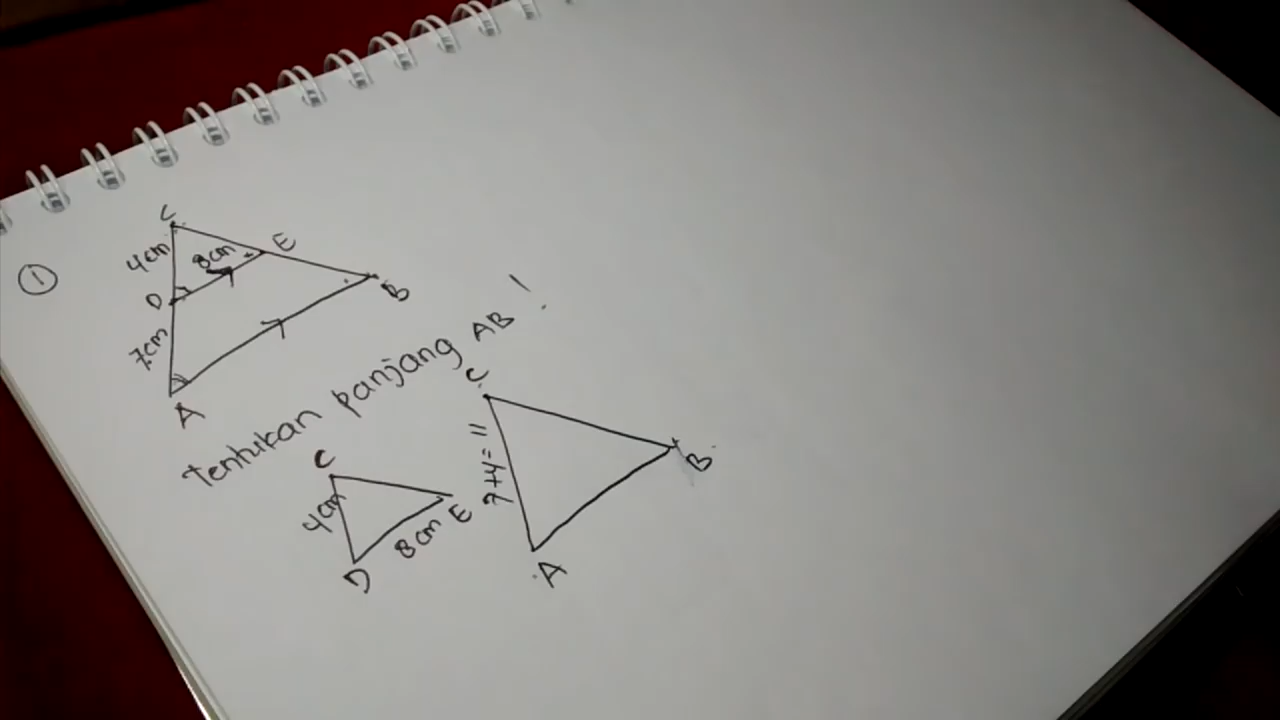 1
C
4cm
8cm
E
D
B
7cm
A
Tentukan panjang AB !
C
4cm
E
8cm
D
C
7+4= 11
B
A